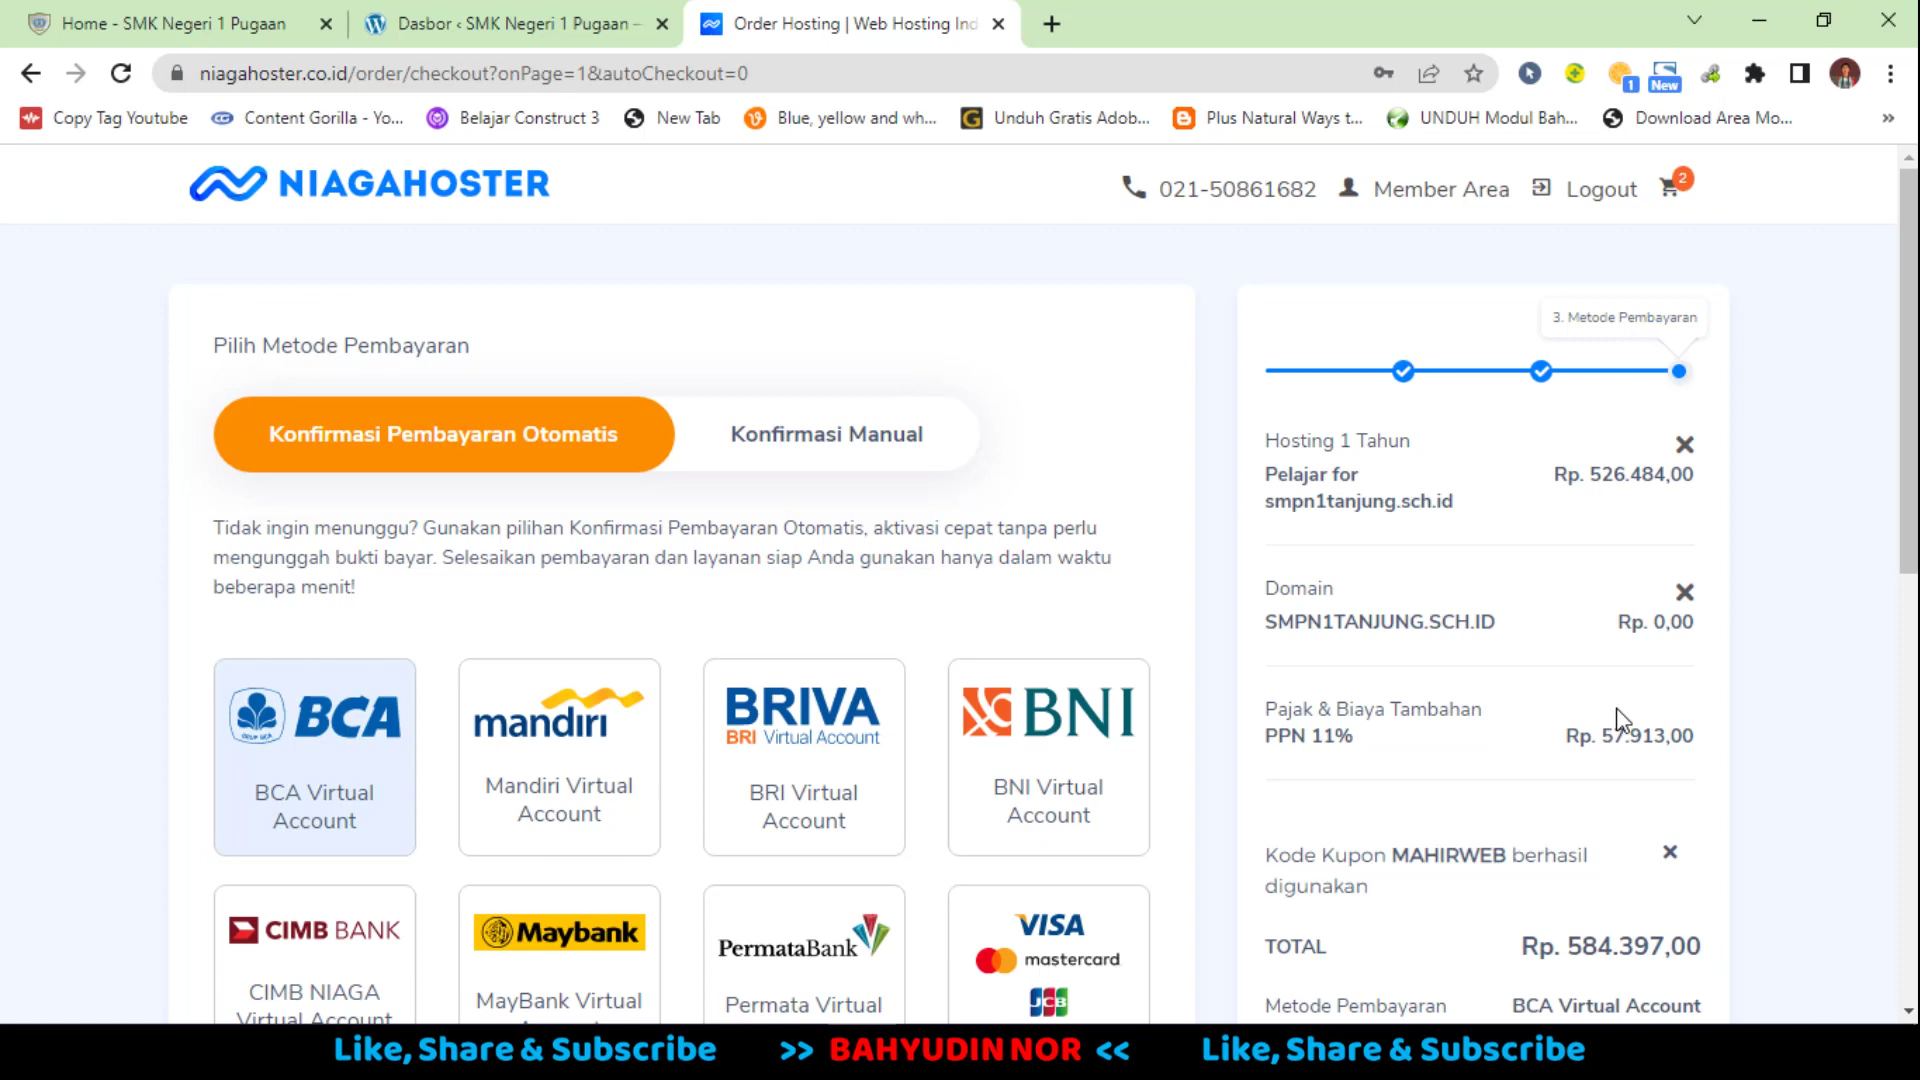 Home - SMK Negeri 1 Pugaan
Dasbor ‹ SMK Negeri 1 Pugaan –
Order Hosting | Web Hosting Ind
niagahoster.co.id/order/checkout?onPage=1&autoCheckout=0
1
New
Copy Tag Youtube
Content Gorilla - Yo...
Belajar Construct 3
New Tab
Blue, yellow and wh...
Unduh Gratis Adob...
Plus Natural Ways t...
UNDUH Modul Bah...
Download Area Mo...
»
NIAGAHOSTER
021-50861682
Member Area
Logout
2
Pilih Metode Pembayaran
Konfirmasi Pembayaran Otomatis
Konfirmasi Manual
Tidak ingin menunggu? Gunakan pilihan Konfirmasi Pembayaran Otomatis, aktivasi cepat tanpa perlu
mengunggah bukti bayar. Selesaikan pembayaran dan layanan siap Anda gunakan hanya dalam waktu
beberapa menit!
BCA
BCA Virtual
Account
mandiri
Mandiri Virtual
Account
BRIVA
BRI Virtual Account
BRI Virtual
Account
BNI
BNI Virtual
Account
CIMB BANK
CIMB NIAGA
Virtual Account
Maybank
MayBank Virtual
PermataBank
Permata Virtual
VISA
mastercard
JCB
3. Metode Pembayaran
Hosting 1 Tahun
Pelajar for
smpn1tanjung.sch.id
Rp. 526.484,00
Domain
SMPN1TANJUNG.SCH.ID
Rp. 0,00
Pajak & Biaya Tambahan
PPN 11%
Rp. 57.913,00
Kode Kupon MAHIRWEB berhasil
digunakan
TOTAL
Rp. 584.397,00
Metode Pembayaran
BCA Virtual Account
Like, Share & Subscribe >> BAHYUDIN NOR << Like, Share & Subscribe